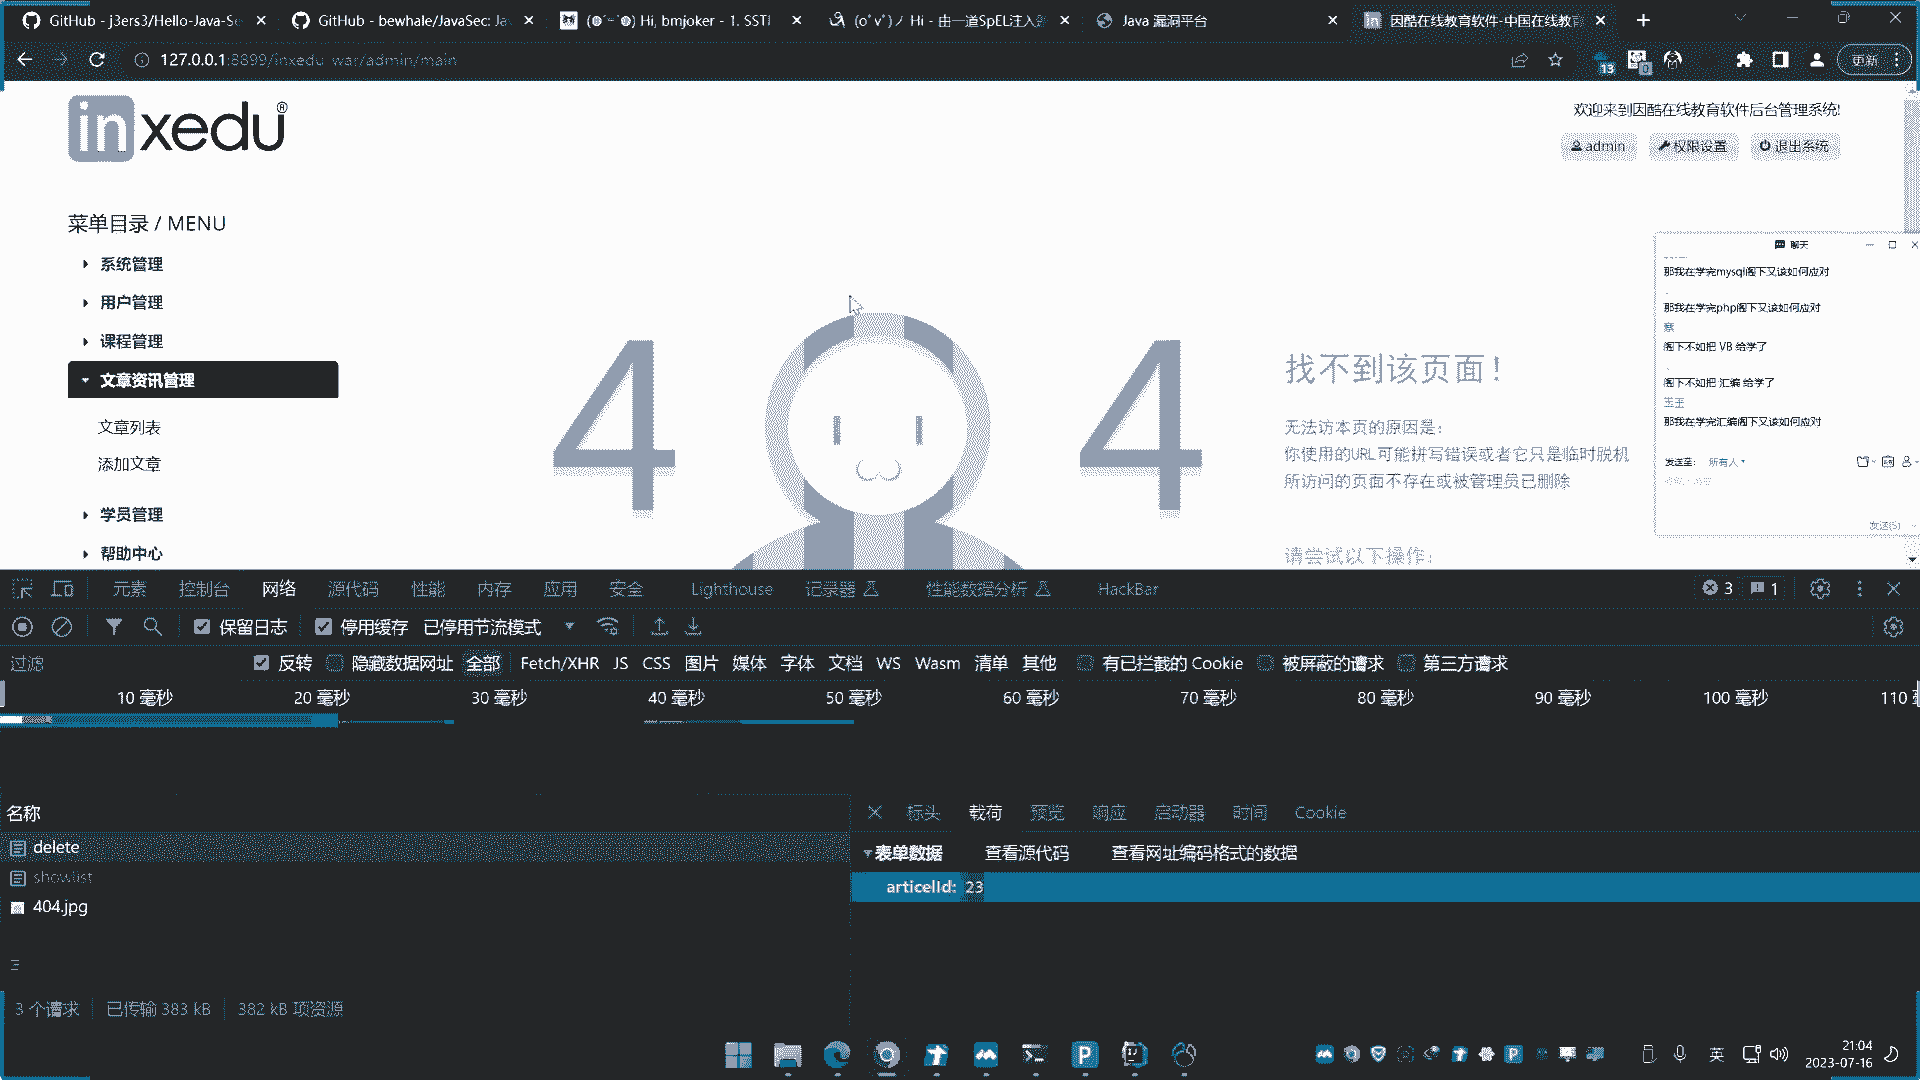 GitHub - j3ers3/Hello-Java-Se
GitHub - bewhale/JavaSec: Ja
Hi, bmjoker - 1. SSTI
Hi - 由一道SpEL注入
Java 漏洞平台
因酷在线教育软件-中国在线教育
127.0.0.1:8899/inxedu_war/admin/main
13
0
更新
inxedu®
欢迎来到因酷在线教育软件后台管理系统!
admin
权限设置
退出系统
菜单目录 / MENU
系统管理
用户管理
课程管理
文章资讯管理
文章列表
添加文章
学员管理
帮助中心
4 4
找不到该页面！
无法访本页的原因是：
你使用的URL可能拼写错误或者它只是临时脱机
所访问的页面不存在或被管理员已删除
请尝试以下操作：
聊天
那我在学完mysql阁下又该如何应对
那我在学完php阁下又该如何应对
阁下不如把 VB 给学了
阁下不如把 汇编 给学了
那我在学完汇编阁下又该如何应对
发送至: 所有人
发送(S)
元素 控制台 网络 源代码 性能 内存 应用 安全 Lighthouse 记录器 性能数据分析 HackBar
3
1
保留日志 停用缓存 已停用节流模式
过滤 反转 隐藏数据网址 全部 Fetch/XHR JS CSS 图片 媒体 字体 文档 WS Wasm 清单 其他 有已拦截的 Cookie 被屏蔽的请求 第三方请求
10 毫秒 20 毫秒 30 毫秒 40 毫秒 50 毫秒 60 毫秒 70 毫秒 80 毫秒 90 毫秒 100 毫秒 110
名称
delete
showlist
404.jpg
标头 载荷 预览 响应 启动器 时间 Cookie
表单数据 查看源代码 查看网址编码格式的数据
articelId: 23
3 个请求 已传输 383 kB 382 kB 项资源
英
21:04
2023-07-16